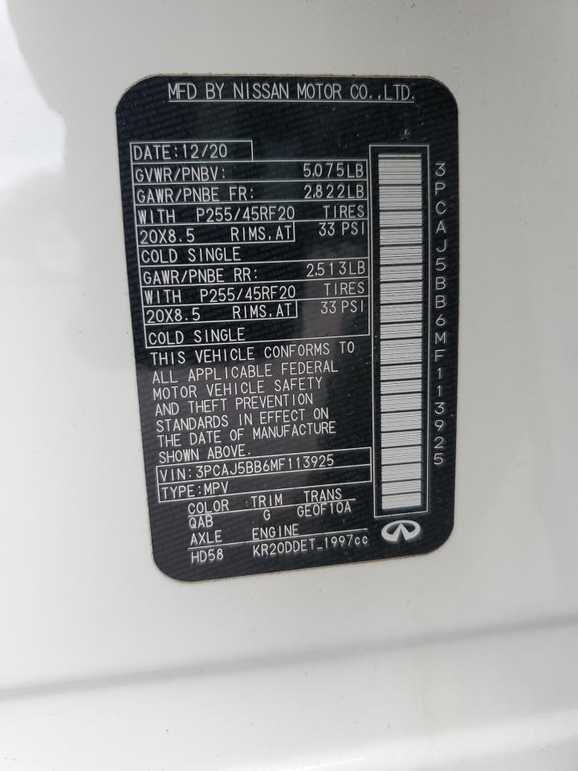 MFD BY NISSAN MOTOR CO.,LTD.
DATE:12/20
GVWR/PNBV: 5,075LB
GAWR/PNBE FR: 2,822LB
WITH P255/45RF20 TIRES
20X8.5 RIMS,AT 33 PSI
COLD SINGLE
GAWR/PNBE RR: 2,513LB
WITH P255/45RF20 TIRES
20X8.5 RIMS,AT 33 PSI
COLD SINGLE
THIS VEHICLE CONFORMS TO
ALL APPLICABLE FEDERAL
MOTOR VEHICLE SAFETY
AND THEFT PREVENTION
STANDARDS IN EFFECT ON
THE DATE OF MANUFACTURE
SHOWN ABOVE.
VIN:3PCAJ5BB6MF113925
TYPE:MPV
COLOR TRIM TRANS
QAB G GE0F10A
AXLE ENGINE
HD58 KR20DDET_1997cc
3PCAJ5BB6MF113925